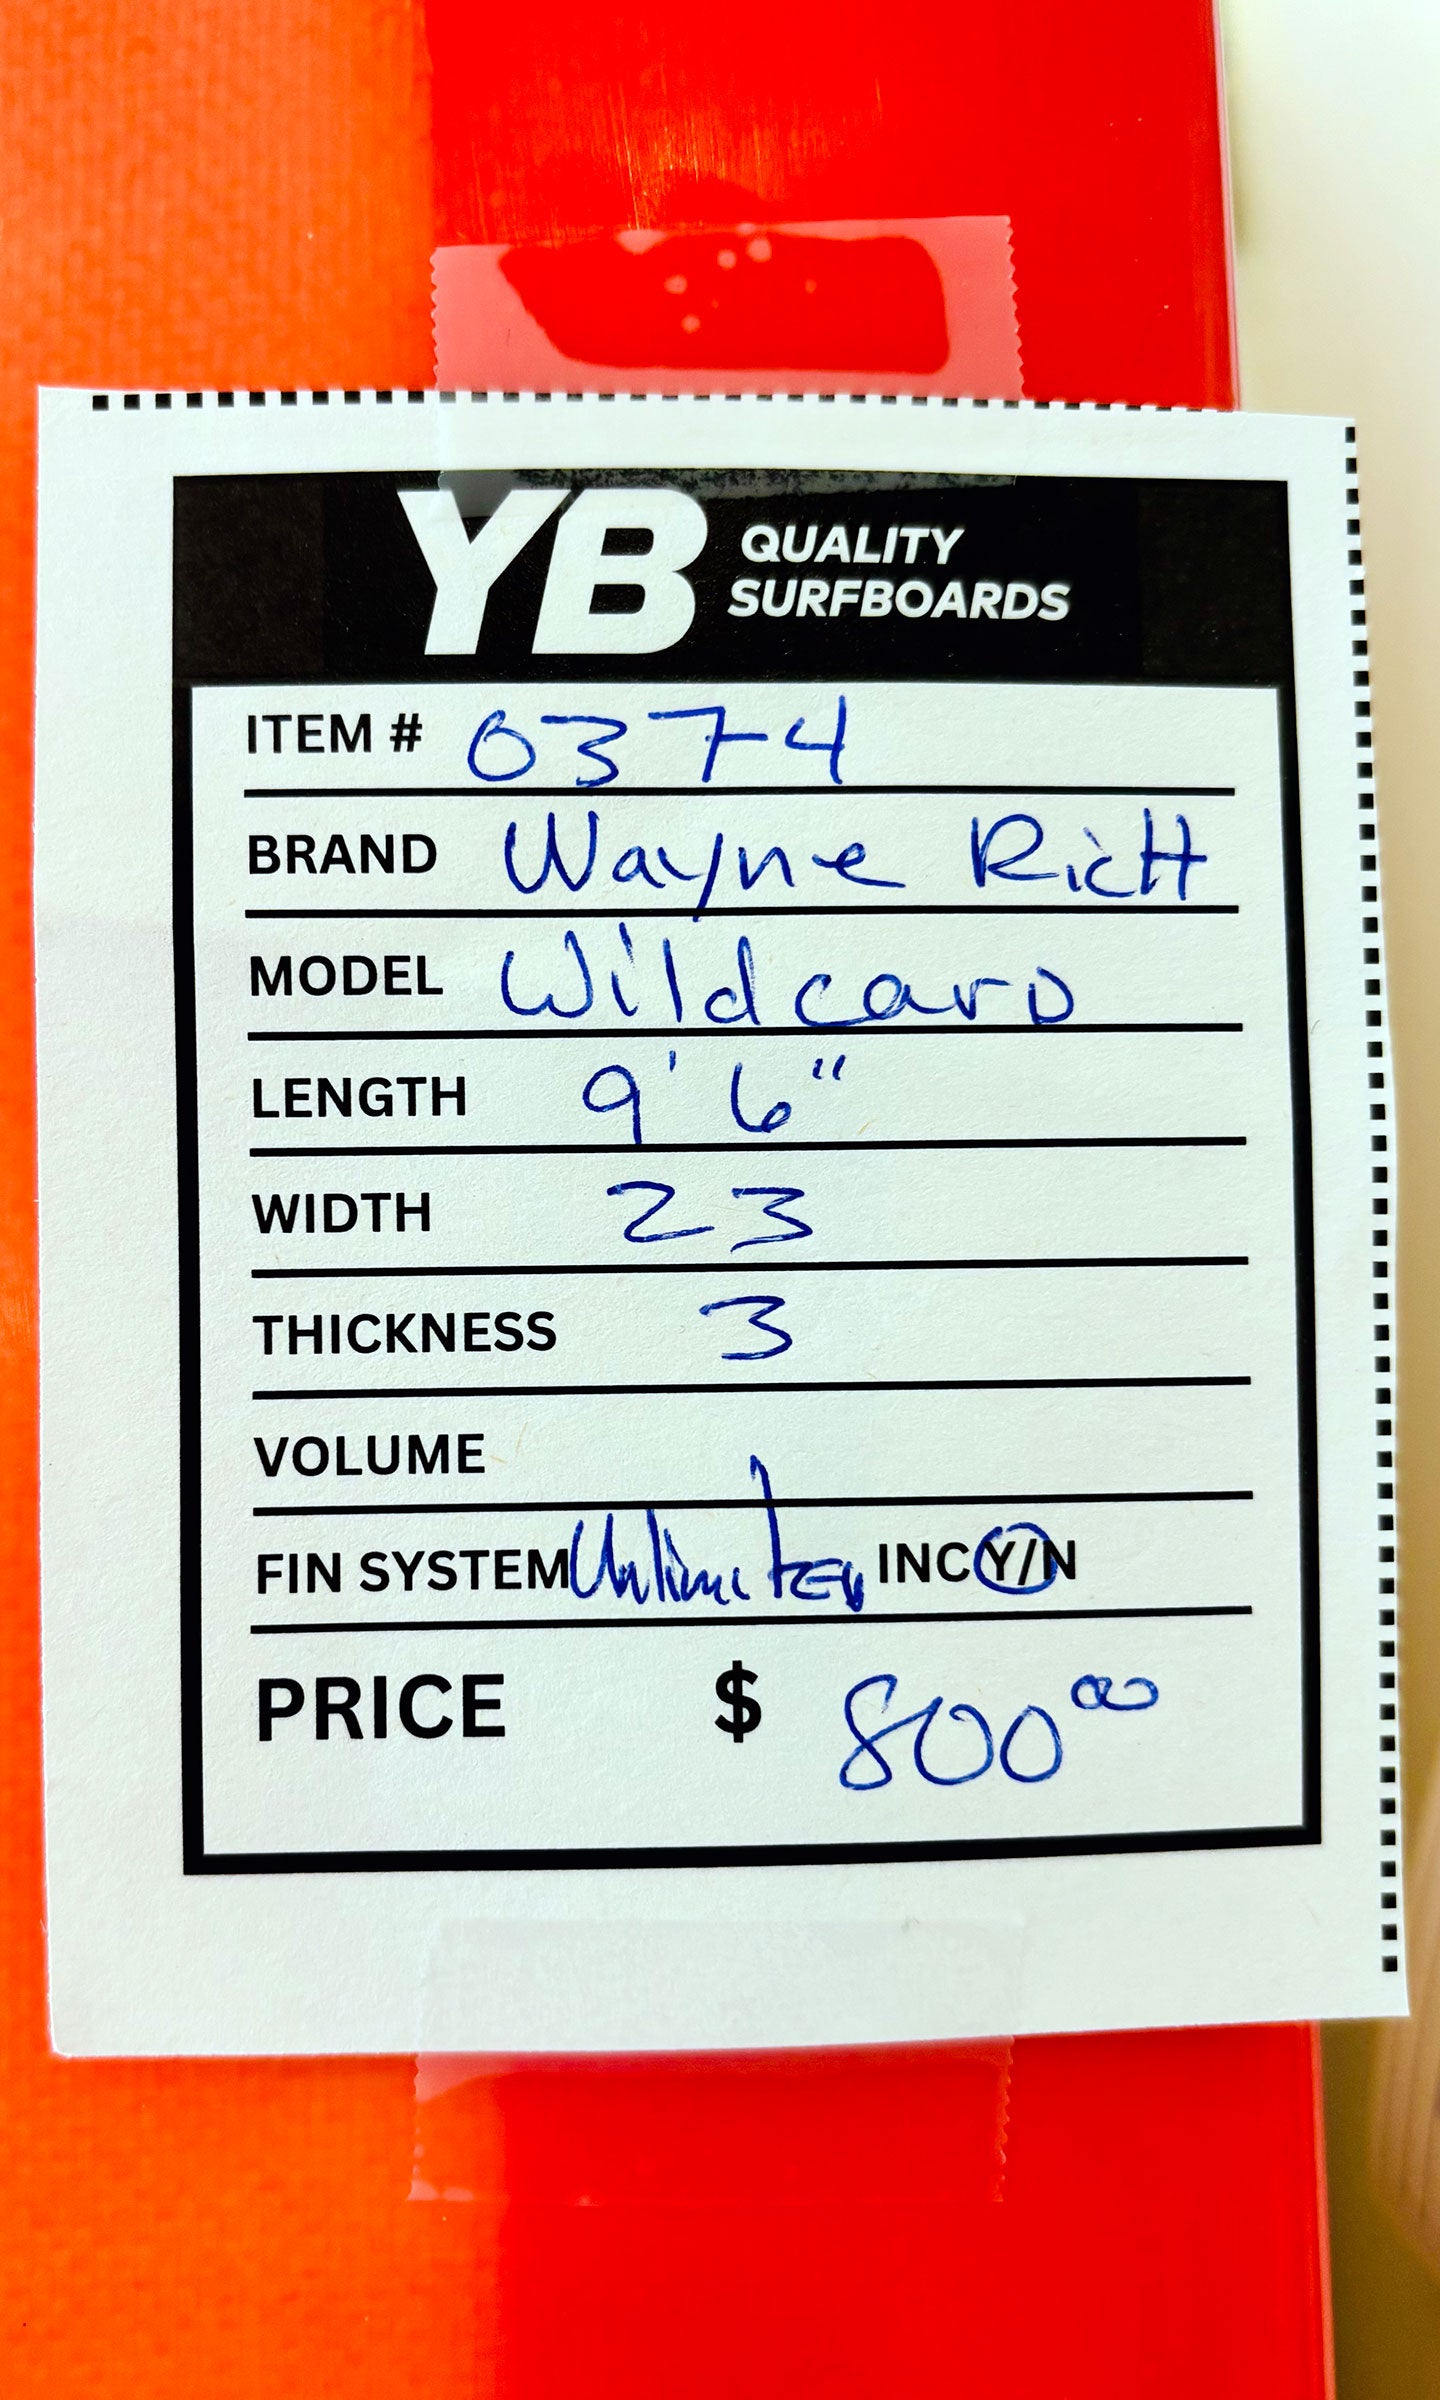 YB QUALITY
SURFBOARDS
ITEM # 0374
BRAND Wayne RicH
MODEL Wildcard
LENGTH 9'6"
WIDTH 23
THICKNESS 3
VOLUME
FIN SYSTEM Unlimited INC Y/N
PRICE $ 800.00